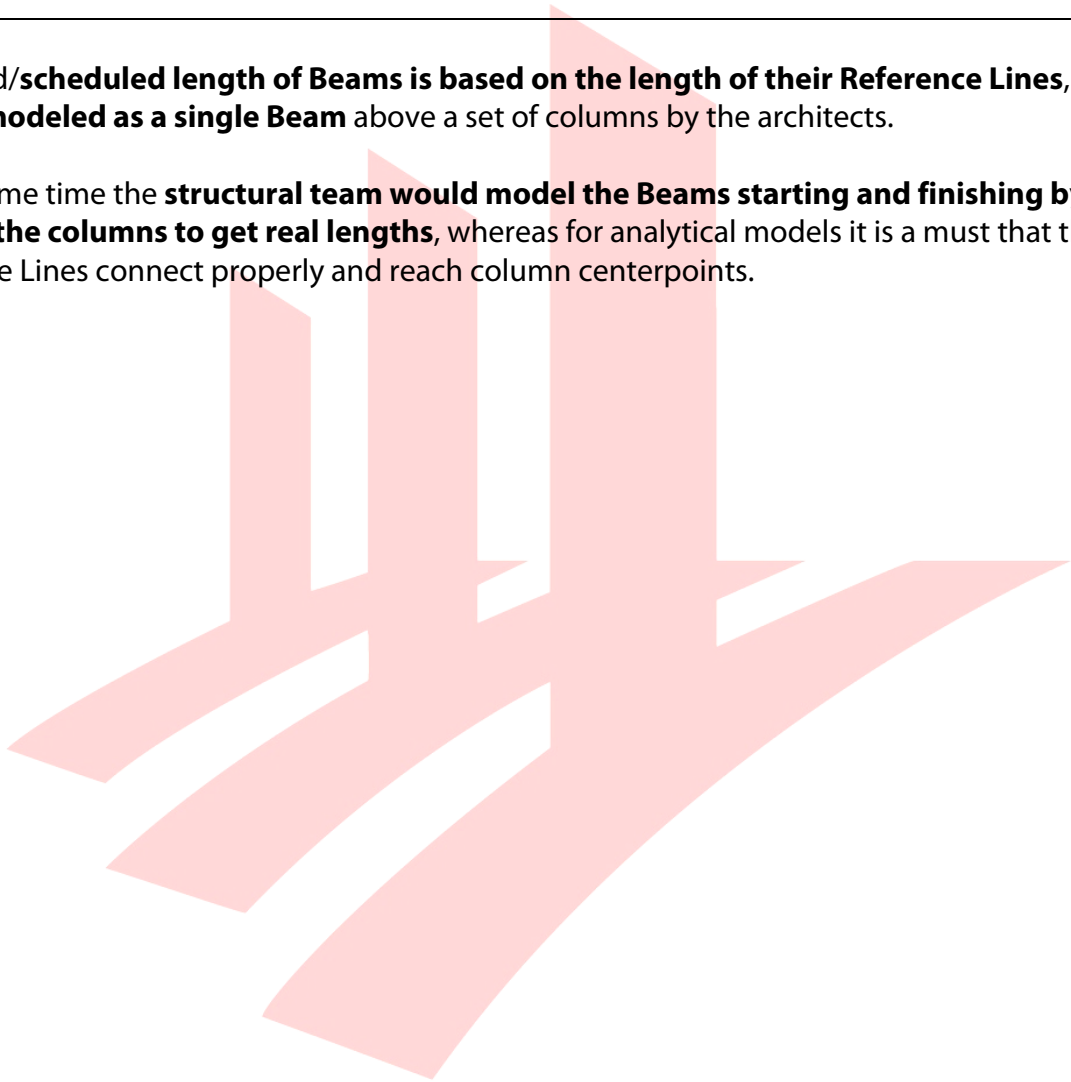 d/scheduled length of Beams is based on the length of their Reference Lines,
modeled as a single Beam above a set of columns by the architects.
me time the structural team would model the Beams starting and finishing by
the columns to get real lengths, whereas for analytical models it is a must that t
e Lines connect properly and reach column centerpoints.